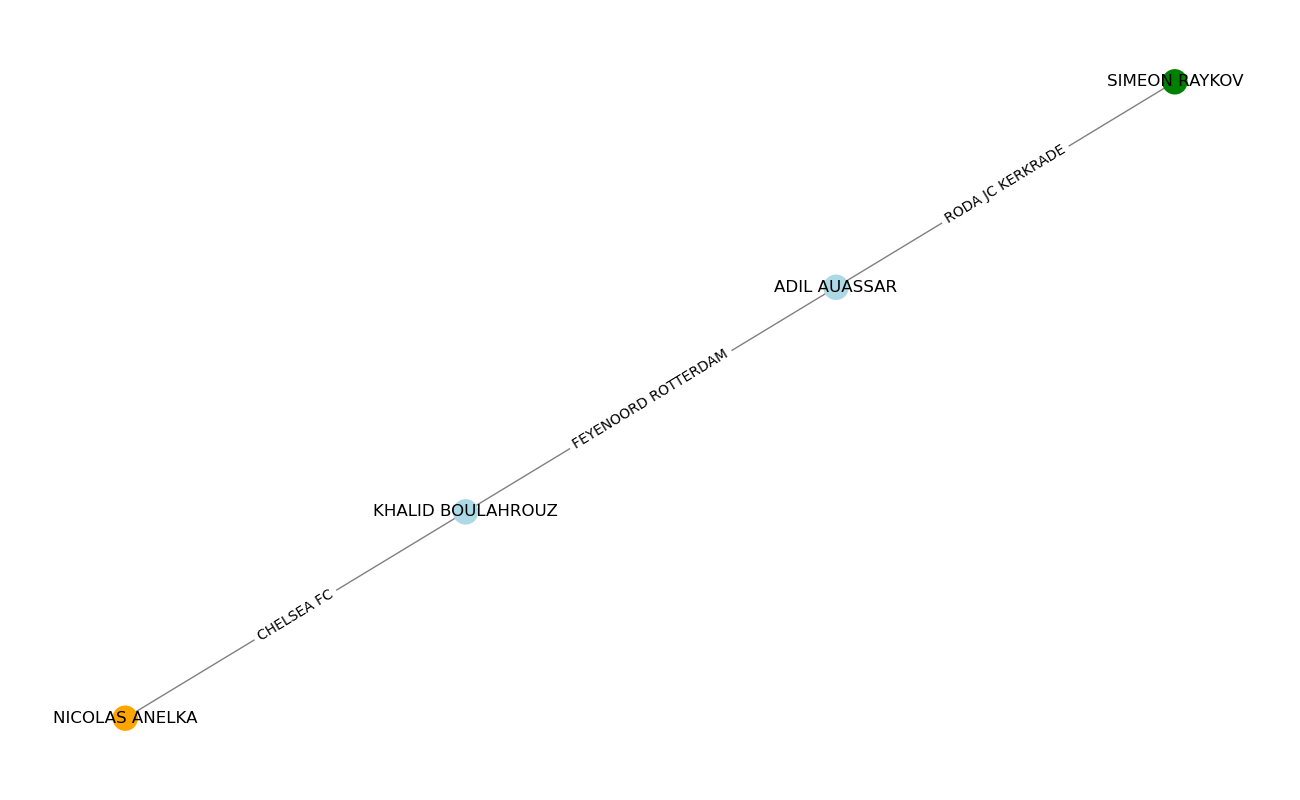 SIMEON RAYKOV
RODA JC KERKRADE
ADIL AUASSAR
FEYENOORD ROTTERDAM
KHALID BOULAHROUZ
CHELSEA FC
NICOLAS ANELKA